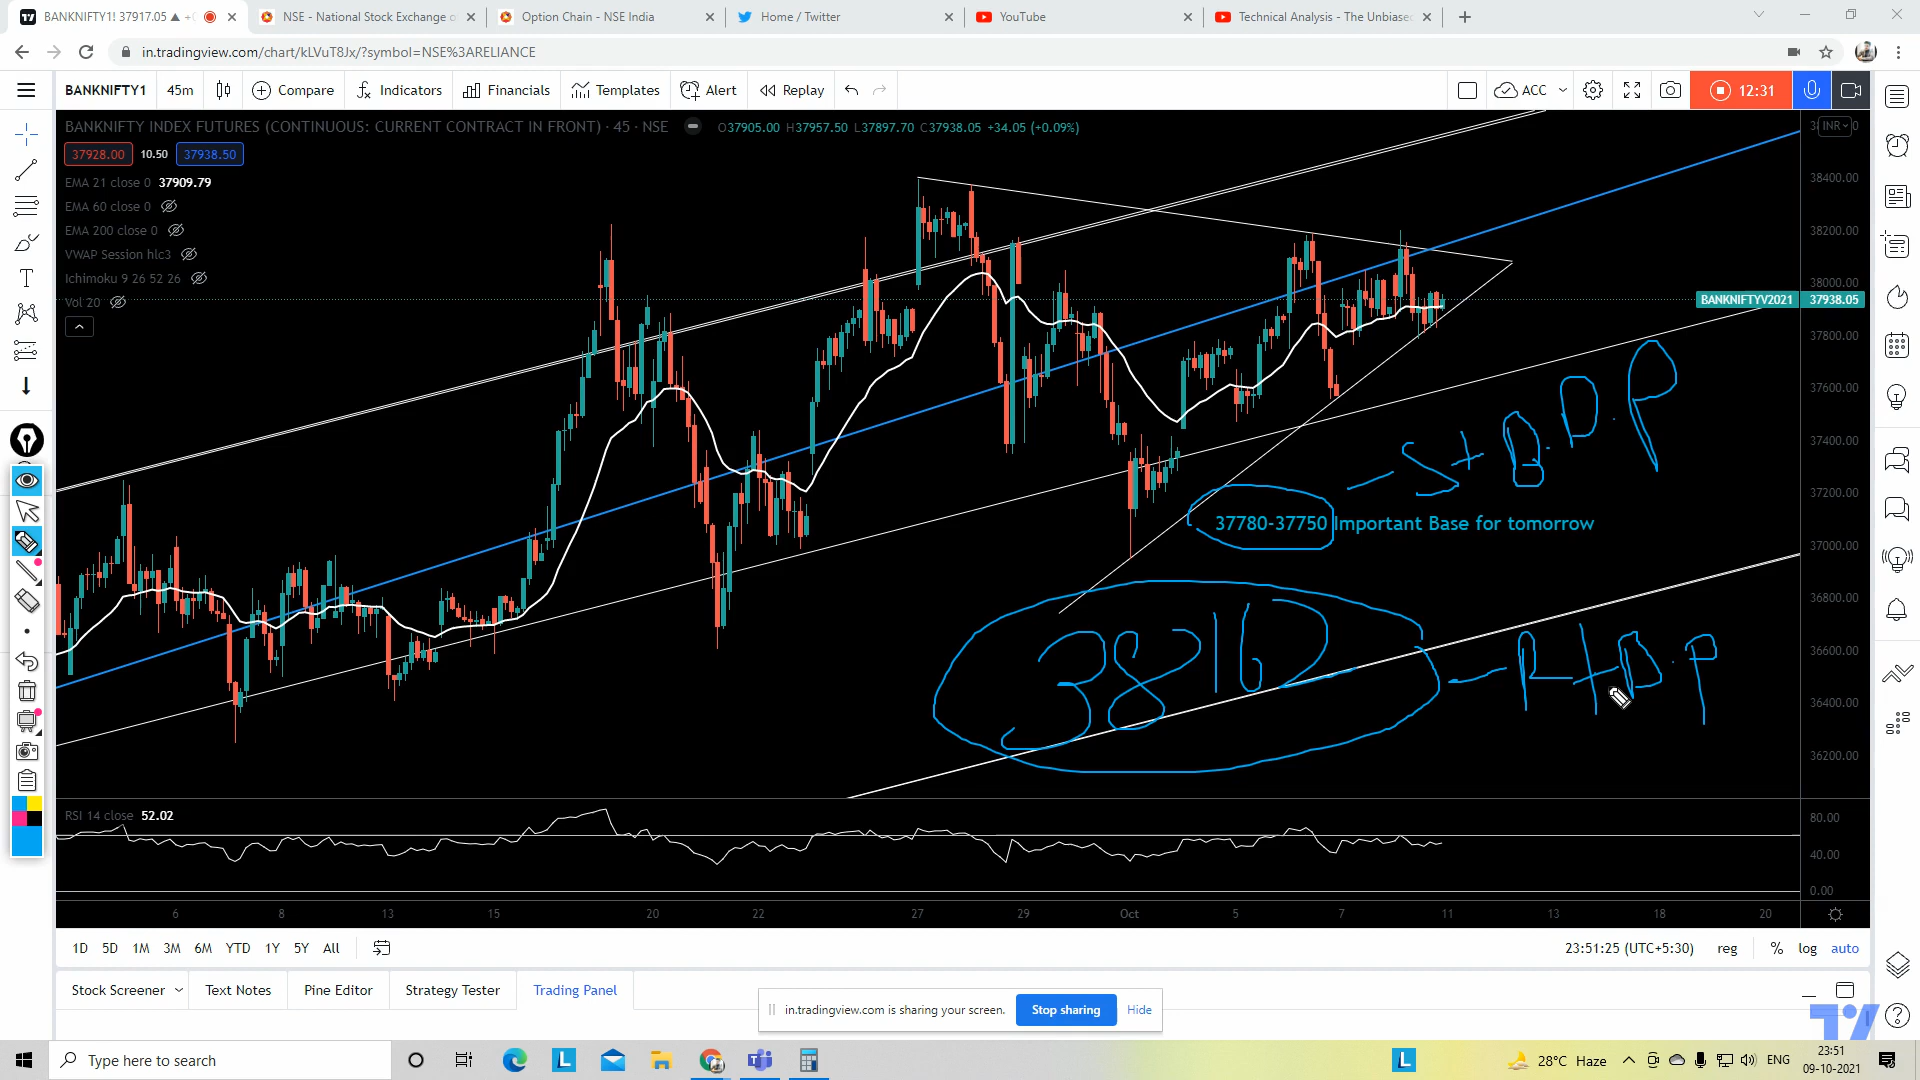 BANKNIFTY1! 37917.05 ▲ +0
NSE - National Stock Exchange o
Option Chain - NSE India
Home / Twitter
YouTube
Technical Analysis - The Unbiased
in.tradingview.com/chart/kLVuT8Jx/?symbol=NSE%3ARELIANCE
BANKNIFTY1 45m Compare Indicators Financials Templates Alert Replay ACC 12:31
BANKNIFTY INDEX FUTURES (CONTINUOUS: CURRENT CONTRACT IN FRONT) · 45 · NSE O37905.00 H37957.50 L37897.70 C37938.05 +34.05 (+0.09%)
INR
37928.00 10.50 37938.50
EMA 21 close 0 37909.79
EMA 60 close 0
EMA 200 close 0
VWAP Session hlc3
Ichimoku 9 26 52 26
Vol 20
38400.00
38200.00
38000.00
BANKNIFTYV2021 37938.05
37800.00
37600.00
37400.00
37200.00
37000.00
36800.00
36600.00
36400.00
36200.00
- S + B.D.P
37780-37750 Important Base for tomorrow
- R + B.P
RSI 14 close 52.02
80.00
40.00
0.00
6 8 13 15 20 22 27 29 Oct 5 7 11 13 18 20
1D 5D 1M 3M 6M YTD 1Y 5Y All
23:51:25 (UTC+5:30) reg % log auto
Stock Screener Text Notes Pine Editor Strategy Tester Trading Panel
in.tradingview.com is sharing your screen. Stop sharing Hide
Type here to search
28°C Haze
ENG
23:51
09-10-2021